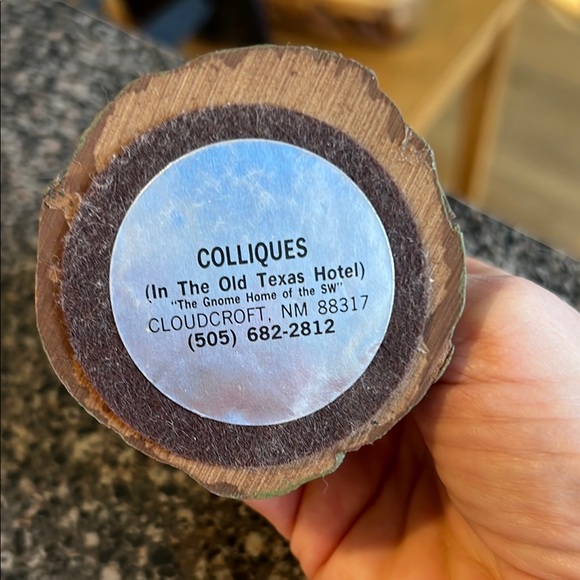 COLLIQUES
(In The Old Texas Hotel)
"The Gnome Home of the SW"
CLOUDCROFT, NM 88317
(505) 682-2812